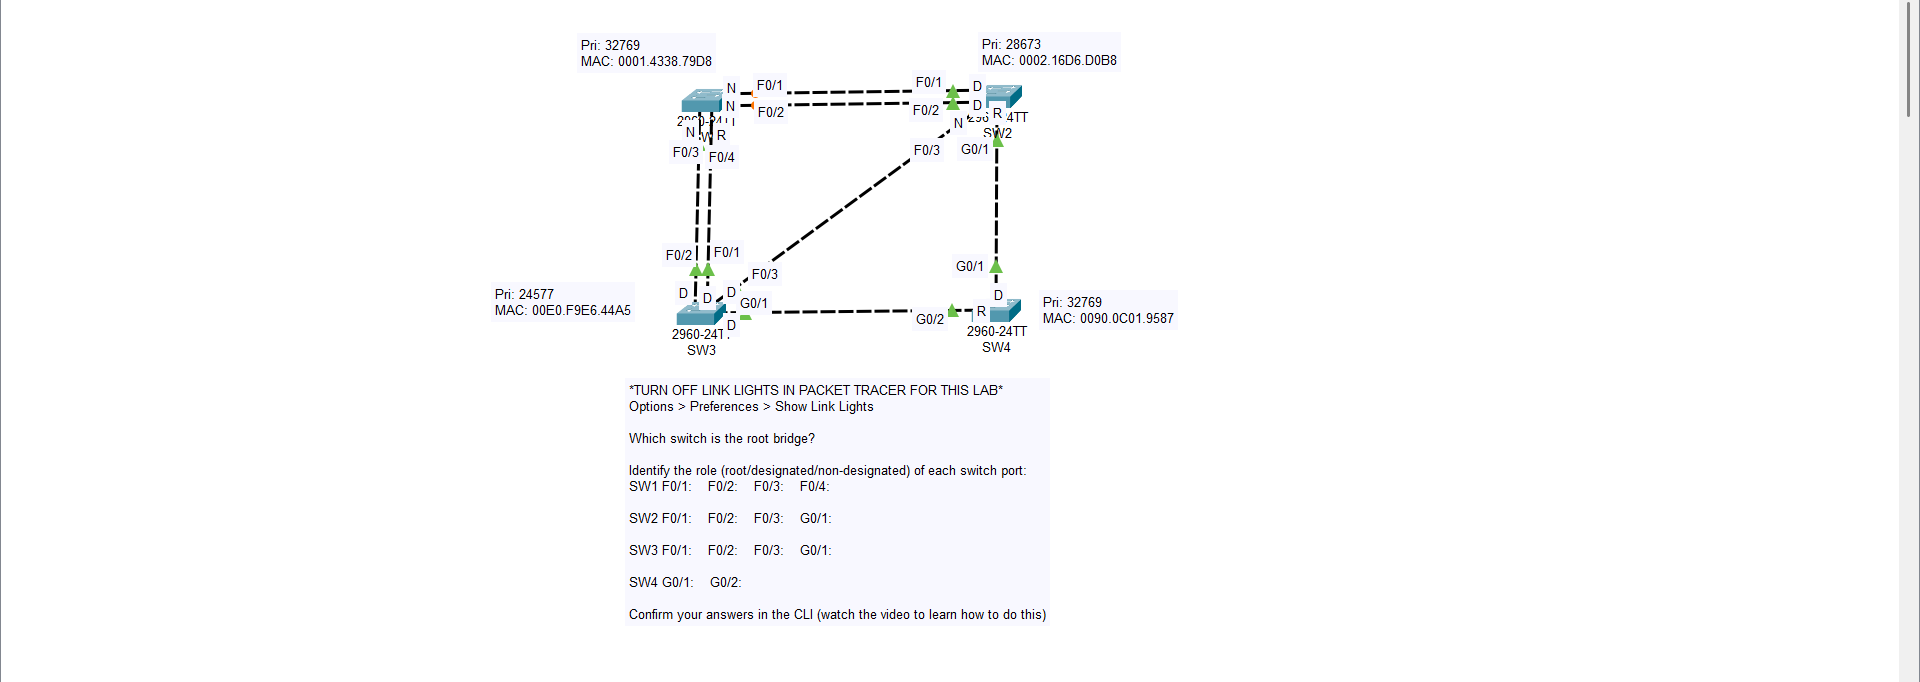 Pri: 32769
MAC: 0001.4338.79D8
Pri: 28673
MAC: 0002.16D6.D0B8
N
F0/1
F0/1
D
N
F0/2
F0/2
D
R
SW2
N
R
N
F0/3
F0/4
F0/3
G0/1
F0/2
F0/1
F0/3
G0/1
D
D
D
G0/1
D
D
Pri: 24577
MAC: 00E0.F9E6.44A5
G0/2
R
Pri: 32769
MAC: 0090.0C01.9587
SW3
2960-24TT
SW4
*TURN OFF LINK LIGHTS IN PACKET TRACER FOR THIS LAB*
Options > Preferences > Show Link Lights
Which switch is the root bridge?
Identify the role (root/designated/non-designated) of each switch port:
SW1 F0/1: F0/2: F0/3: F0/4:
SW2 F0/1: F0/2: F0/3: G0/1:
SW3 F0/1: F0/2: F0/3: G0/1:
SW4 G0/1: G0/2:
Confirm your answers in the CLI (watch the video to learn how to do this)